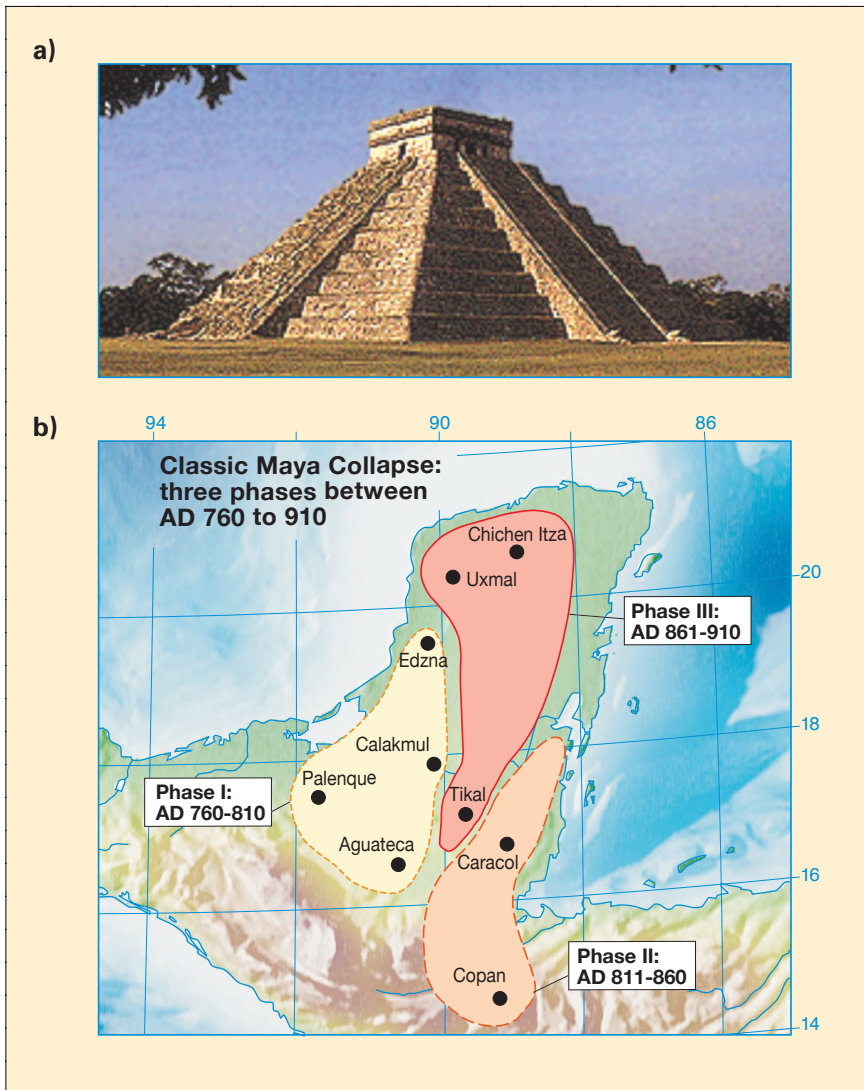 a)
b)
94
90
86
Classic Maya Collapse:
three phases between
AD 760 to 910
Chichen Itza
Uxmal
20
Phase III:
AD 861-910
Edzna
18
Calakmul
Palenque
Phase I:
AD 760-810
Tikal
Aguateca
Caracol
16
Phase II:
AD 811-860
Copan
14